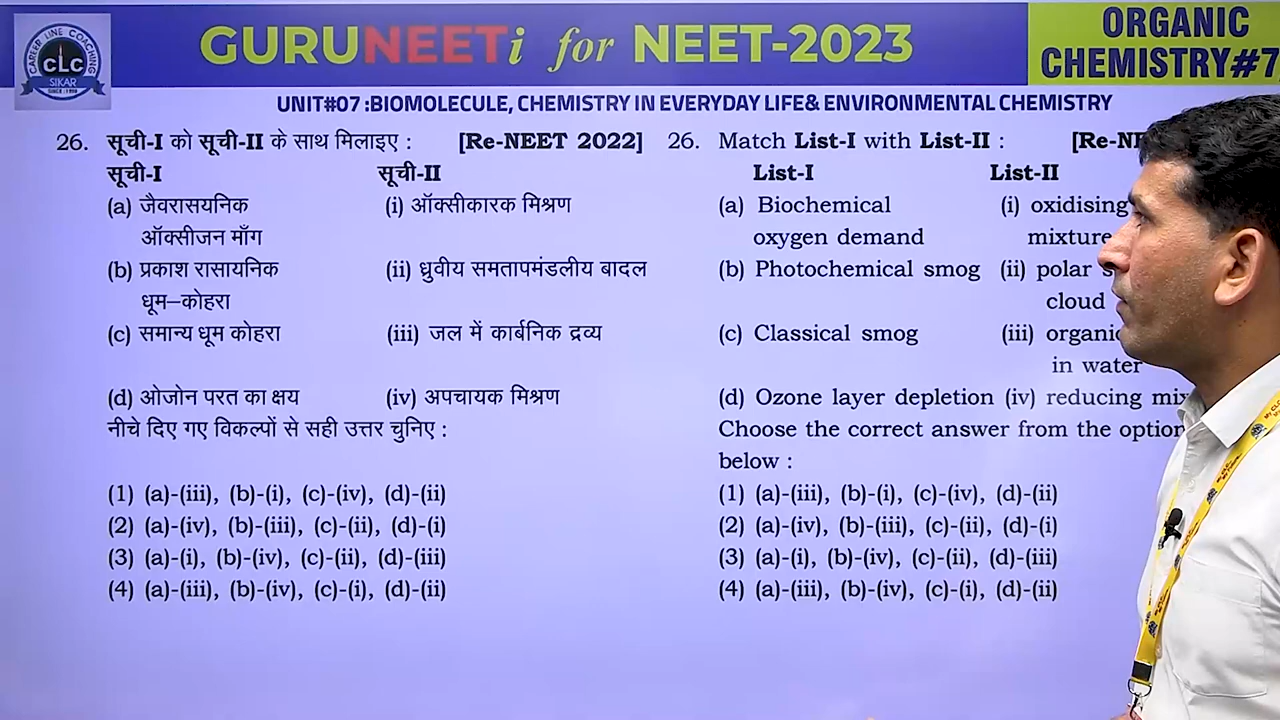 CAREER LINE COACHING
CLC
SIKAR
SINCE : 1996
GURUNEETi for NEET-2023
ORGANIC
CHEMISTRY#7
UNIT#07 :BIOMOLECULE, CHEMISTRY IN EVERYDAY LIFE& ENVIRONMENTAL CHEMISTRY
26. सूची-I को सूची-II के साथ मिलाइए : [Re-NEET 2022]
सूची-I सूची-II
(a) जैवरासयनिक (i) ऑक्सीकारक मिश्रण
ऑक्सीजन माँग
(b) प्रकाश रासायनिक (ii) ध्रुवीय समतापमंडलीय बादल
धूम–कोहरा
(c) समान्य धूम कोहरा (iii) जल में कार्बनिक द्रव्य
(d) ओजोन परत का क्षय (iv) अपचायक मिश्रण
नीचे दिए गए विकल्पों से सही उत्तर चुनिए :
(1) (a)-(iii), (b)-(i), (c)-(iv), (d)-(ii)
(2) (a)-(iv), (b)-(iii), (c)-(ii), (d)-(i)
(3) (a)-(i), (b)-(iv), (c)-(ii), (d)-(iii)
(4) (a)-(iii), (b)-(iv), (c)-(i), (d)-(ii)
26. Match List-I with List-II :
List-I List-II
(a) Biochemical (i) oxidising
oxygen demand mixture
(b) Photochemical smog (ii) polar
cloud
(c) Classical smog (iii) organic
in water
(d) Ozone layer depletion (iv) reducing
Choose the correct answer from the option
below :
(1) (a)-(iii), (b)-(i), (c)-(iv), (d)-(ii)
(2) (a)-(iv), (b)-(iii), (c)-(ii), (d)-(i)
(3) (a)-(i), (b)-(iv), (c)-(ii), (d)-(iii)
(4) (a)-(iii), (b)-(iv), (c)-(i), (d)-(ii)